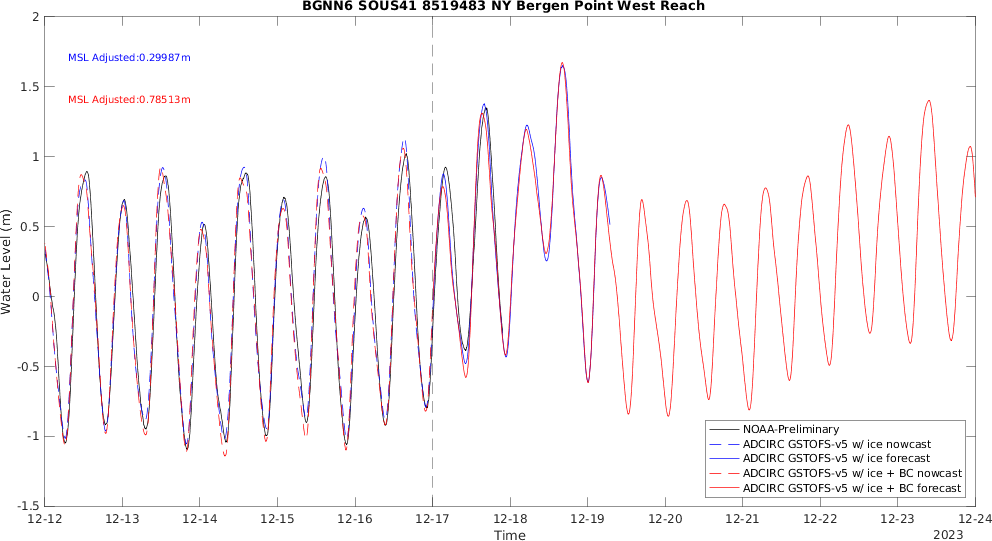 BGNN6 SOUS41 8519483 NY Bergen Point West Reach
2
MSL Adjusted:0.29987m
1.5
MSL Adjusted:0.78513m
1
0.5
Water Level (m)
0
-0.5
-1
-1.5
NOAA-Preliminary
ADCIRC GSTOFS-v5 w/ ice nowcast
ADCIRC GSTOFS-v5 w/ ice forecast
ADCIRC GSTOFS-v5 w/ ice + BC nowcast
ADCIRC GSTOFS-v5 w/ ice + BC forecast
12-12 12-13 12-14 12-15 12-16 12-17 12-18 12-19 12-20 12-21 12-22 12-23 12-24
Time
2023